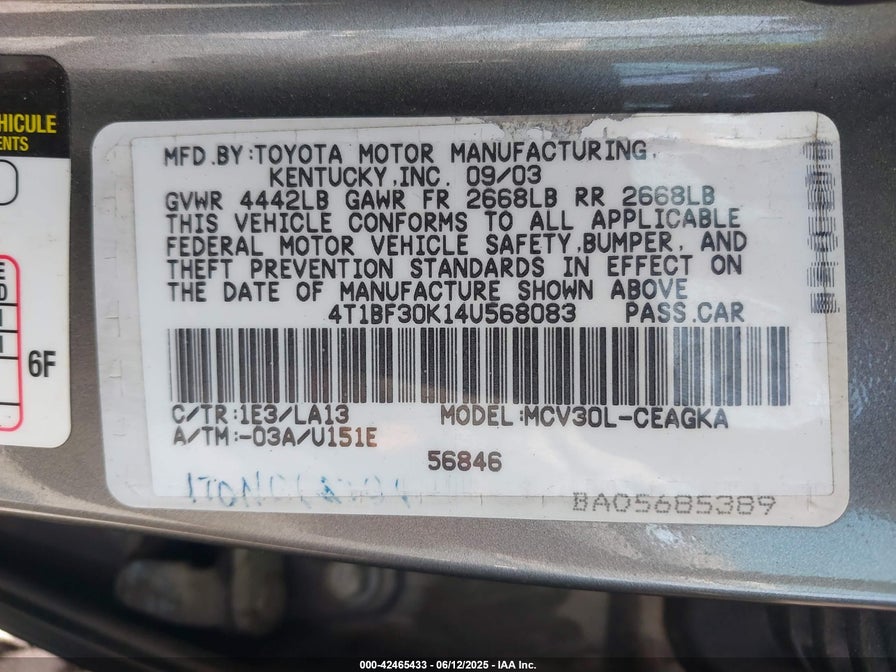 HICULE
ENTS
E
D
H
6F
MFD.BY:TOYOTA MOTOR MANUFACTURING,
KENTUCKY,INC. 09/03
GVWR 4442LB GAWR FR 2668LB RR 2668LB
THIS VEHICLE CONFORMS TO ALL APPLICABLE
FEDERAL MOTOR VEHICLE SAFETY,BUMPER, AND
THEFT PREVENTION STANDARDS IN EFFECT ON
THE DATE OF MANUFACTURE SHOWN ABOVE
4T1BF30K14U568083 PASS.CAR
C/TR:1E3/LA13 MODEL:MCV30L-CEAGKA
A/TM:-03A/U151E
56846
BA05685389
000-42465433 - 06/12/2025 - IAA Inc.